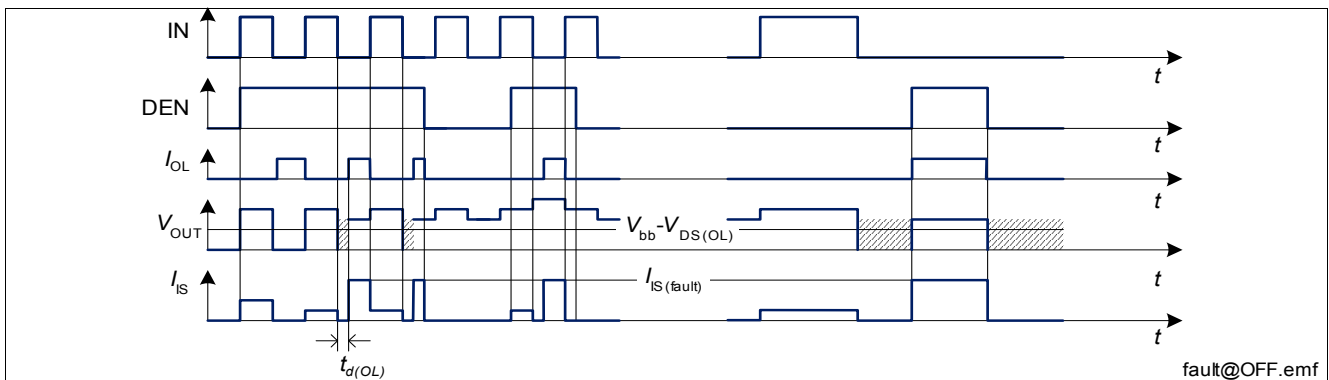 IN
t
DEN
t
IOL
t
VOUT
Vbb-VDS(OL)
t
IIS
IIS(fault)
t
td(OL)
fault@OFF.emf